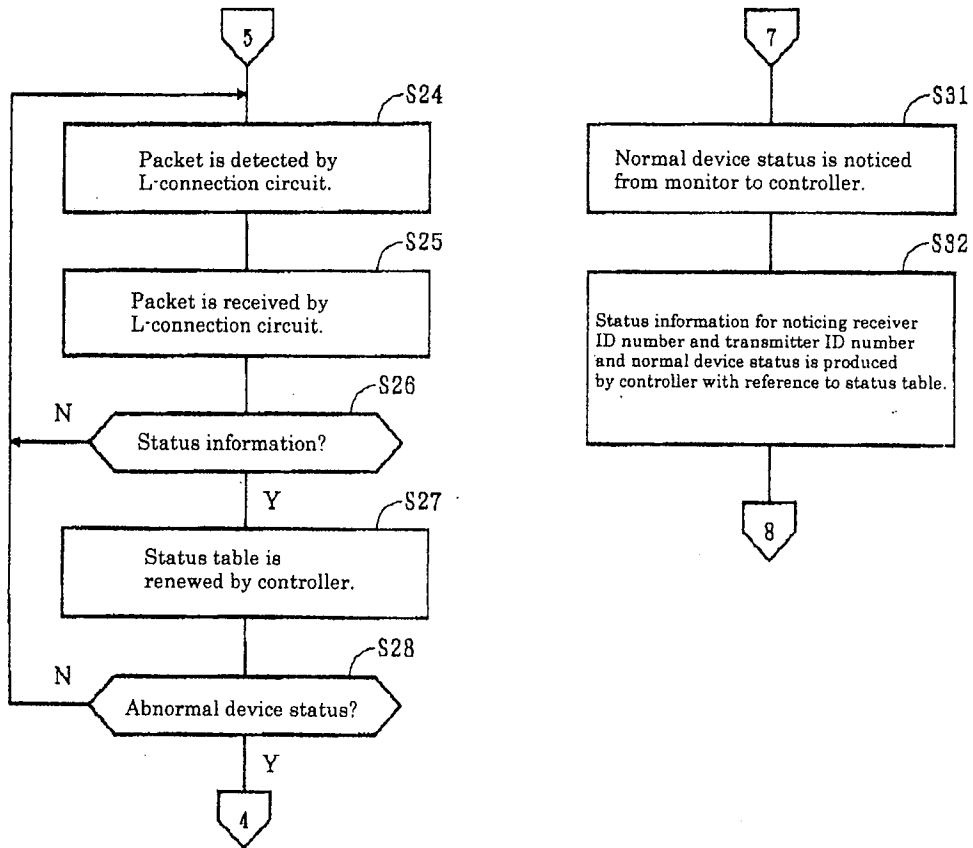 5
S24
Packet is detected by
L-connection circuit.
S25
Packet is received by
L-connection circuit.
S26
N
Status information?
Y
S27
Status table is
renewed by controller.
S28
N
Abnormal device status?
Y
4
7
S31
Normal device status is noticed
from monitor to controller.
S32
Status information for noticing receiver
ID number and transmitter ID number
and normal device status is produced
by controller with reference to status table.
8